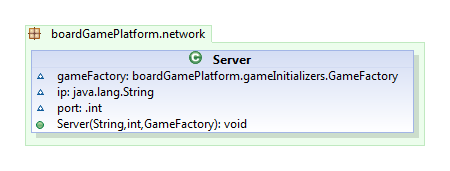 boardGamePlatform.network
C Server
gameFactory: boardGamePlatform.gameInitializers.GameFactory
ip: java.lang.String
port: .int
Server(String,int,GameFactory): void